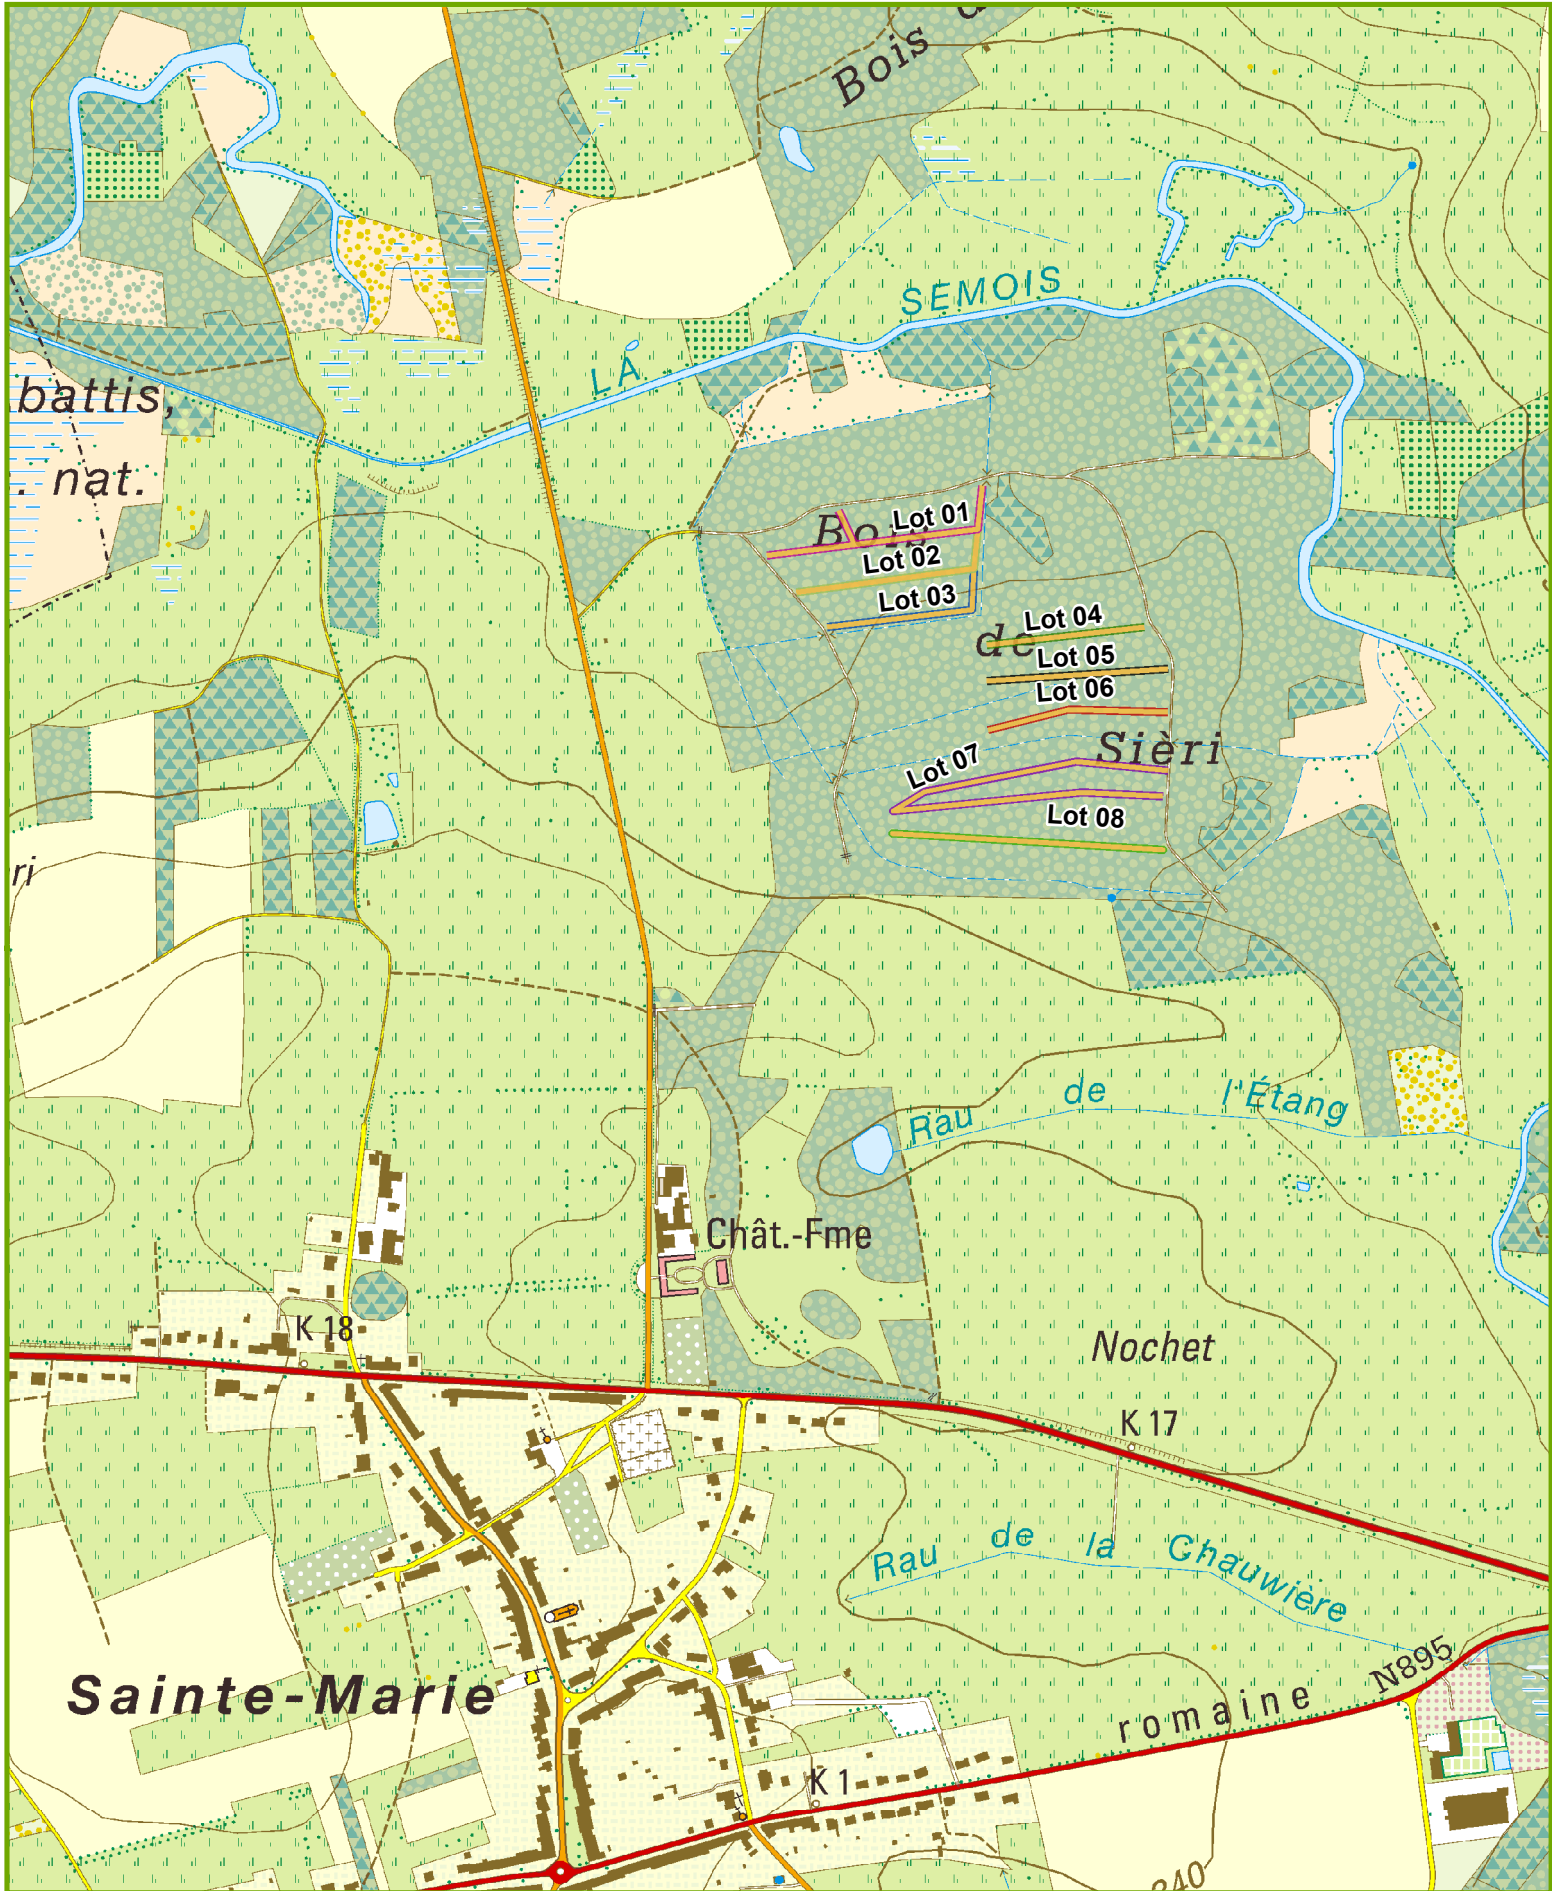 Bois
LA SEMOIS
battis,
. nat.
Bois
Lot 01
Lot 02
Lot 03
de
Lot 04
Lot 05
Lot 06
Sièri
Lot 07
Lot 08
ri
Rau de l'Étang
Chât.-Fme
K 18
Nochet
K 17
Rau de la Chauwière
Sainte-Marie
N895
romaine
K 1
340